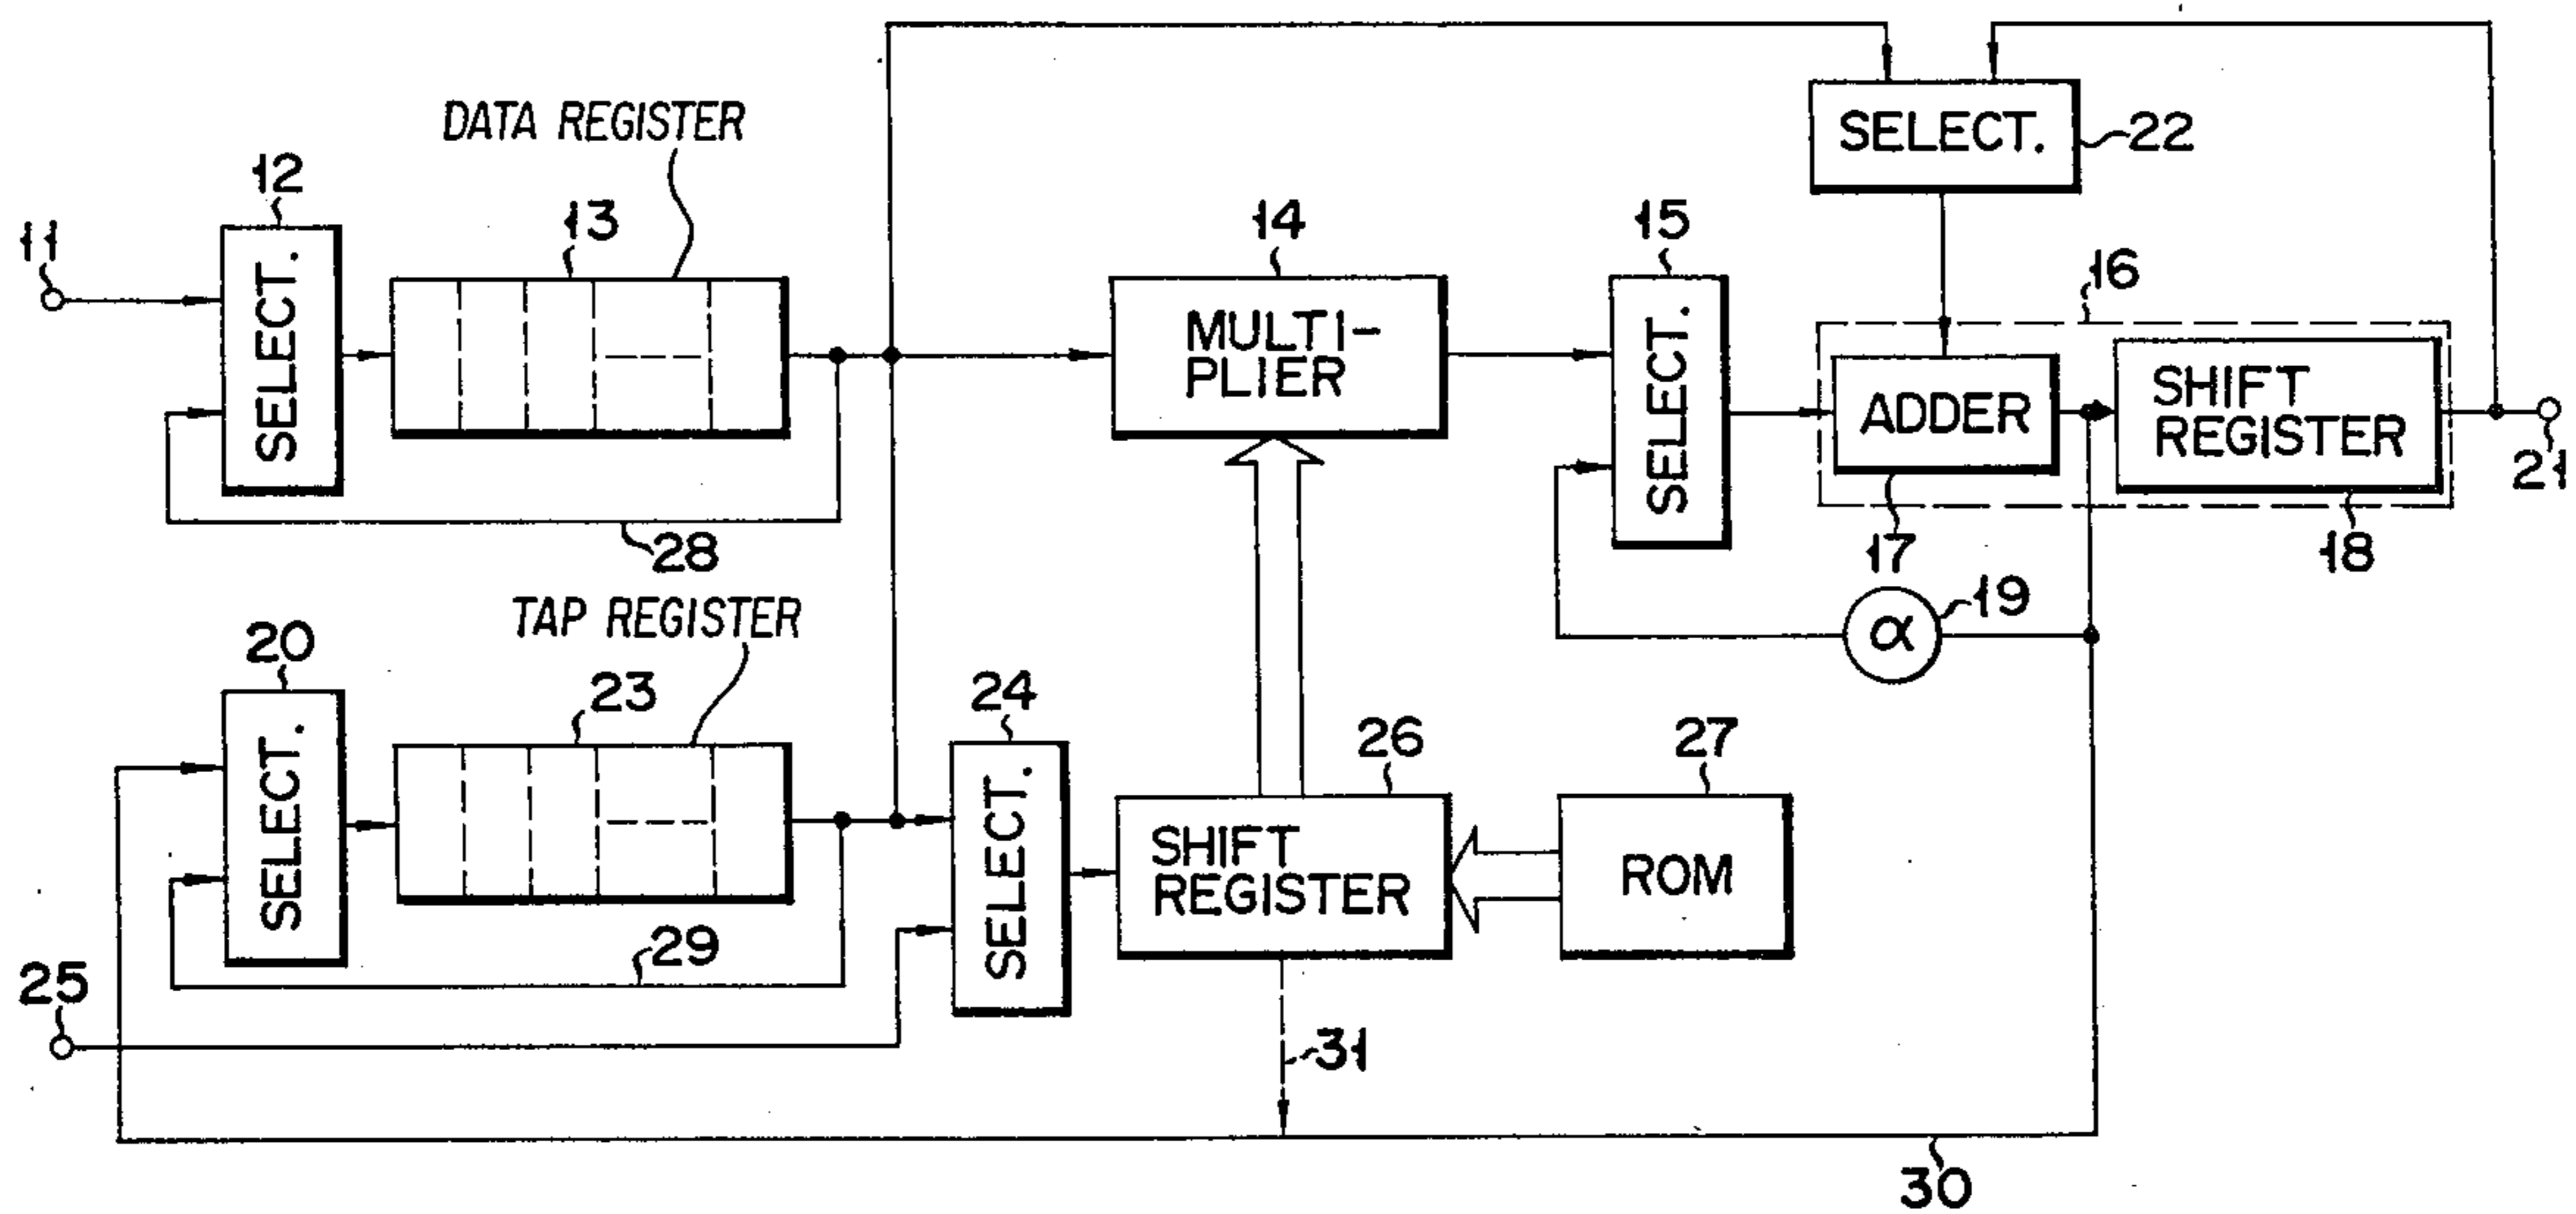 DATA REGISTER
12
13
11
SELECT.
28
14
MULTI-
PLIER
15
SELECT.
SELECT.
22
16
ADDER
17
SHIFT
REGISTER
18
21
19
α
TAP REGISTER
20
23
SELECT.
29
25
24
SELECT.
26
SHIFT
REGISTER
27
ROM
31
30